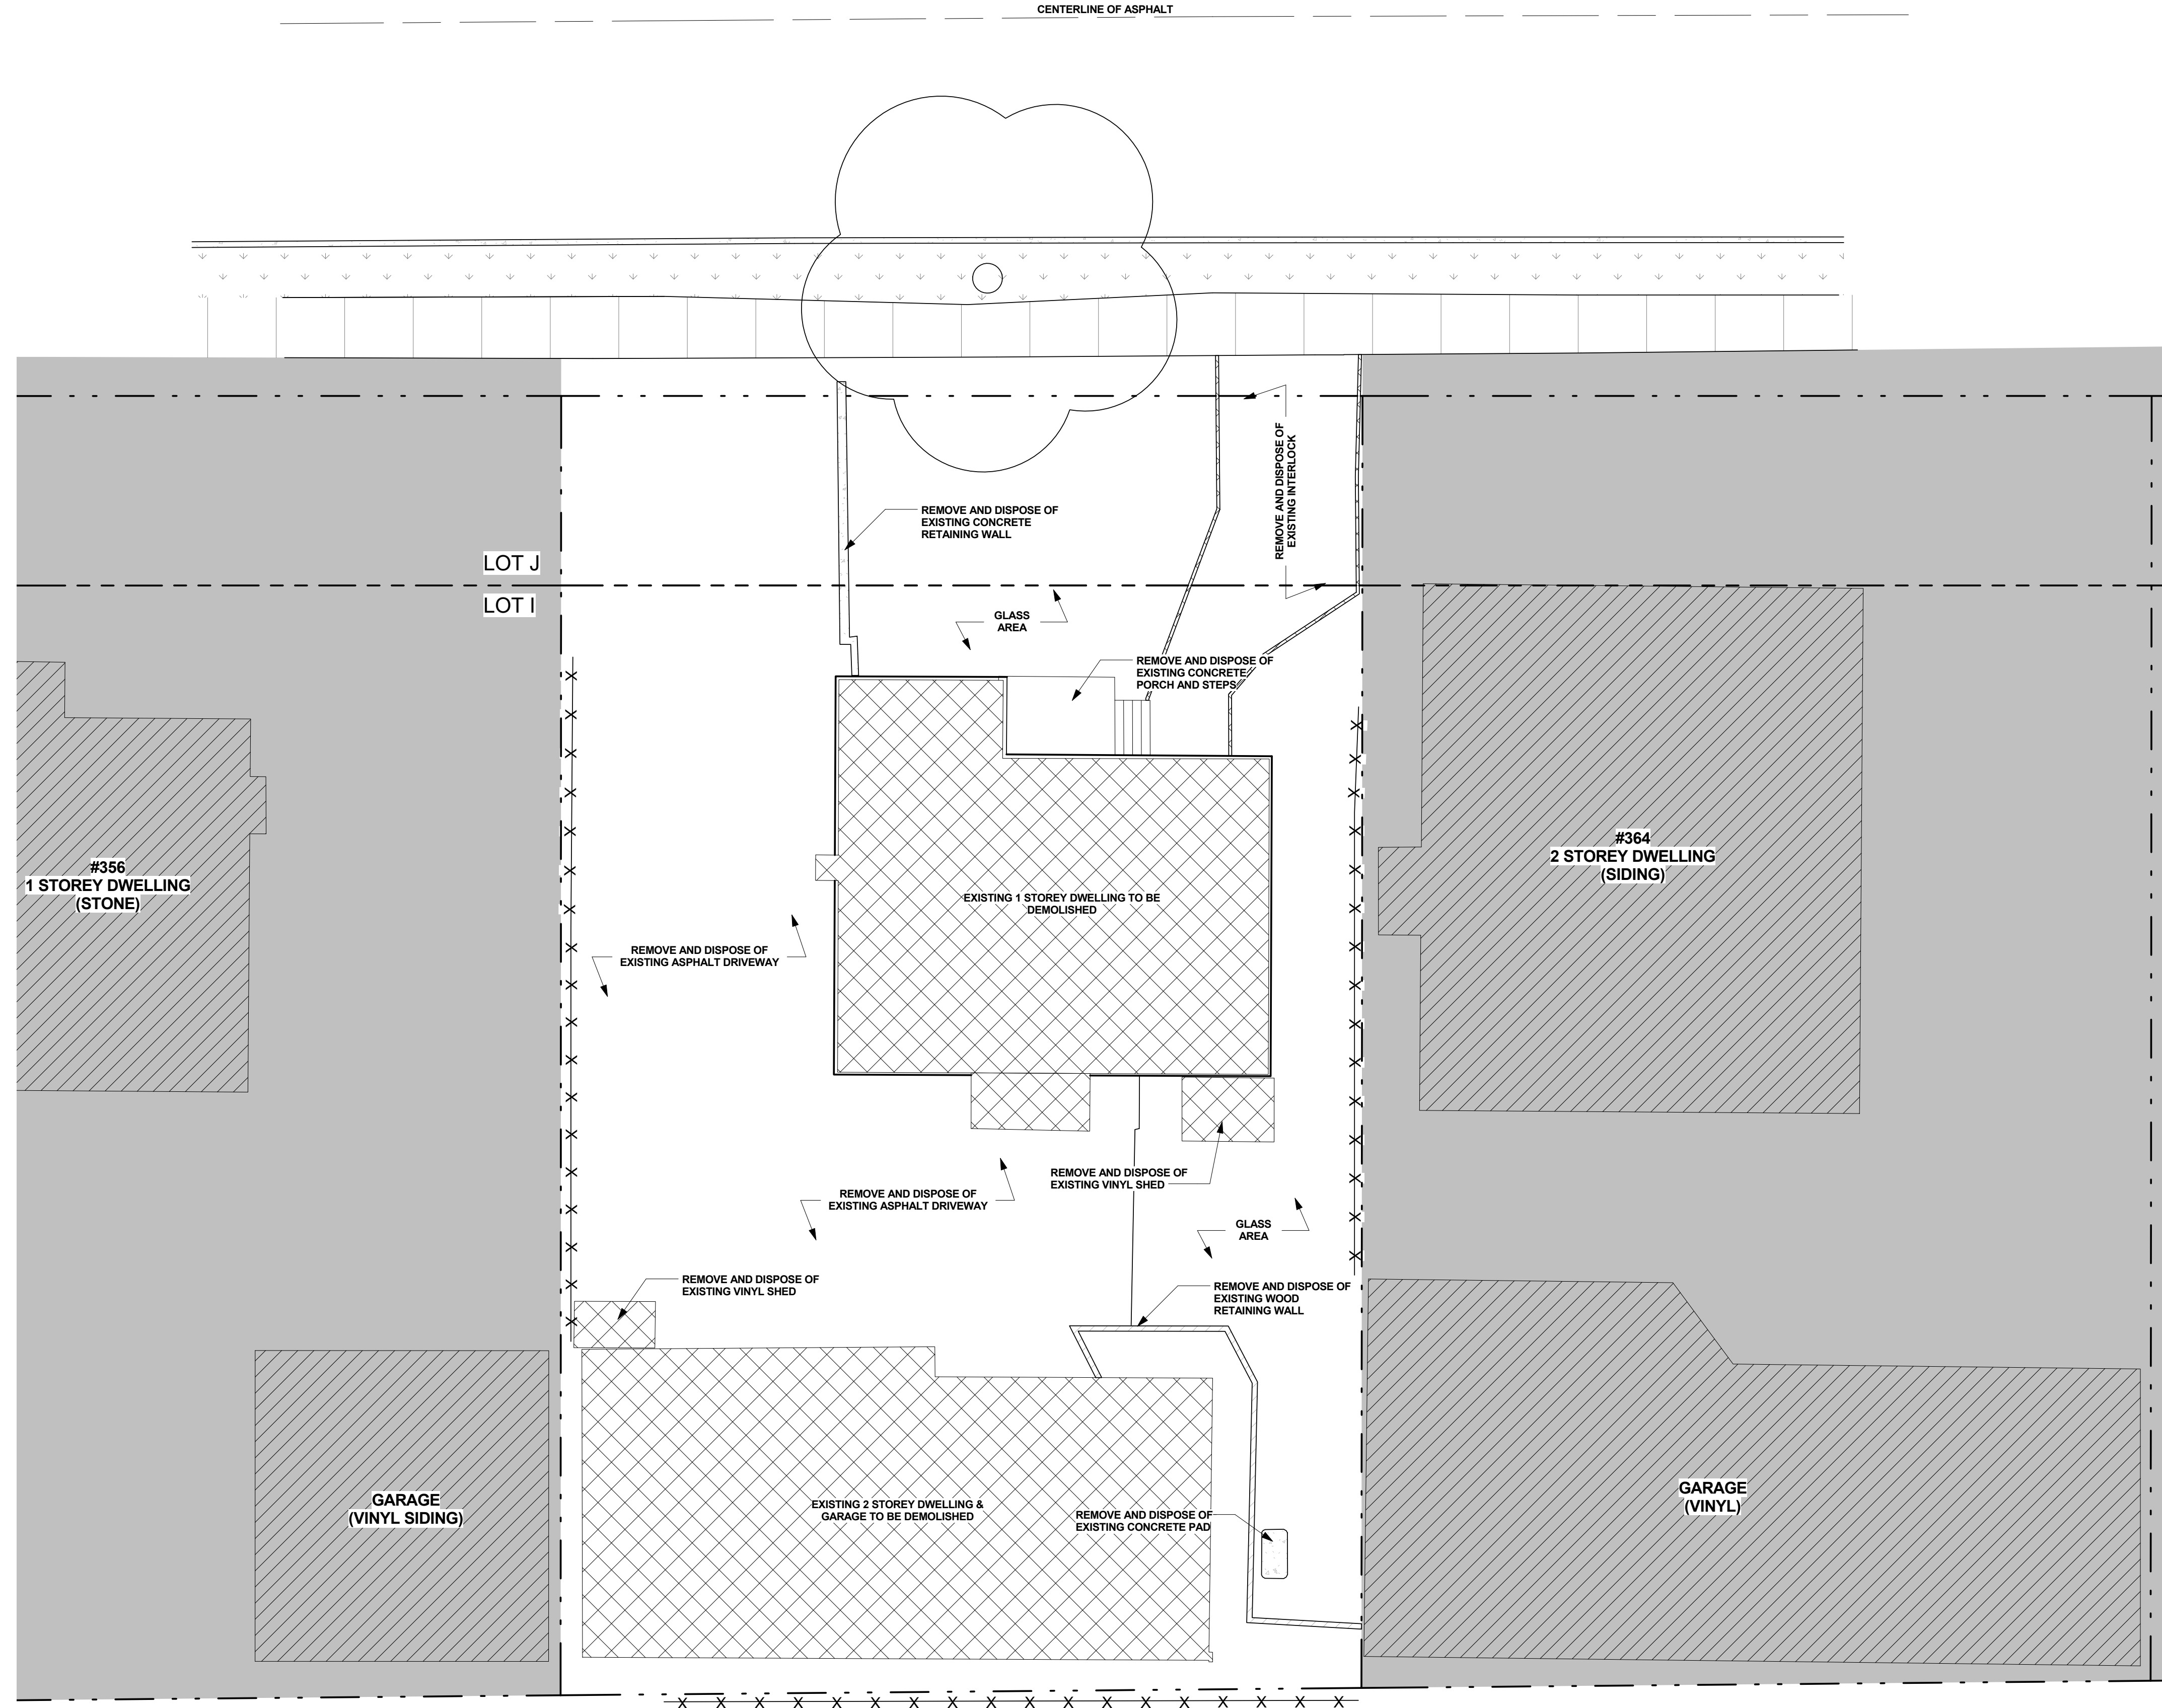 CENTERLINE OF ASPHALT
REMOVE AND DISPOSE OF
EXISTING INTERLOCK
REMOVE AND DISPOSE OF
EXISTING CONCRETE
RETAINING WALL
LOT J
LOT I
GLASS
AREA
REMOVE AND DISPOSE OF
EXISTING CONCRETE
PORCH AND STEPS
#356
1 STOREY DWELLING
(STONE)
#364
2 STOREY DWELLING
(SIDING)
EXISTING 1 STOREY DWELLING TO BE
DEMOLISHED
REMOVE AND DISPOSE OF
EXISTING ASPHALT DRIVEWAY
REMOVE AND DISPOSE OF
EXISTING VINYL SHED
REMOVE AND DISPOSE OF
EXISTING ASPHALT DRIVEWAY
GLASS
AREA
REMOVE AND DISPOSE OF
EXISTING VINYL SHED
REMOVE AND DISPOSE OF
EXISTING WOOD
RETAINING WALL
GARAGE
(VINYL SIDING)
EXISTING 2 STOREY DWELLING &
GARAGE TO BE DEMOLISHED
REMOVE AND DISPOSE OF
EXISTING CONCRETE PAD
GARAGE
(VINYL)